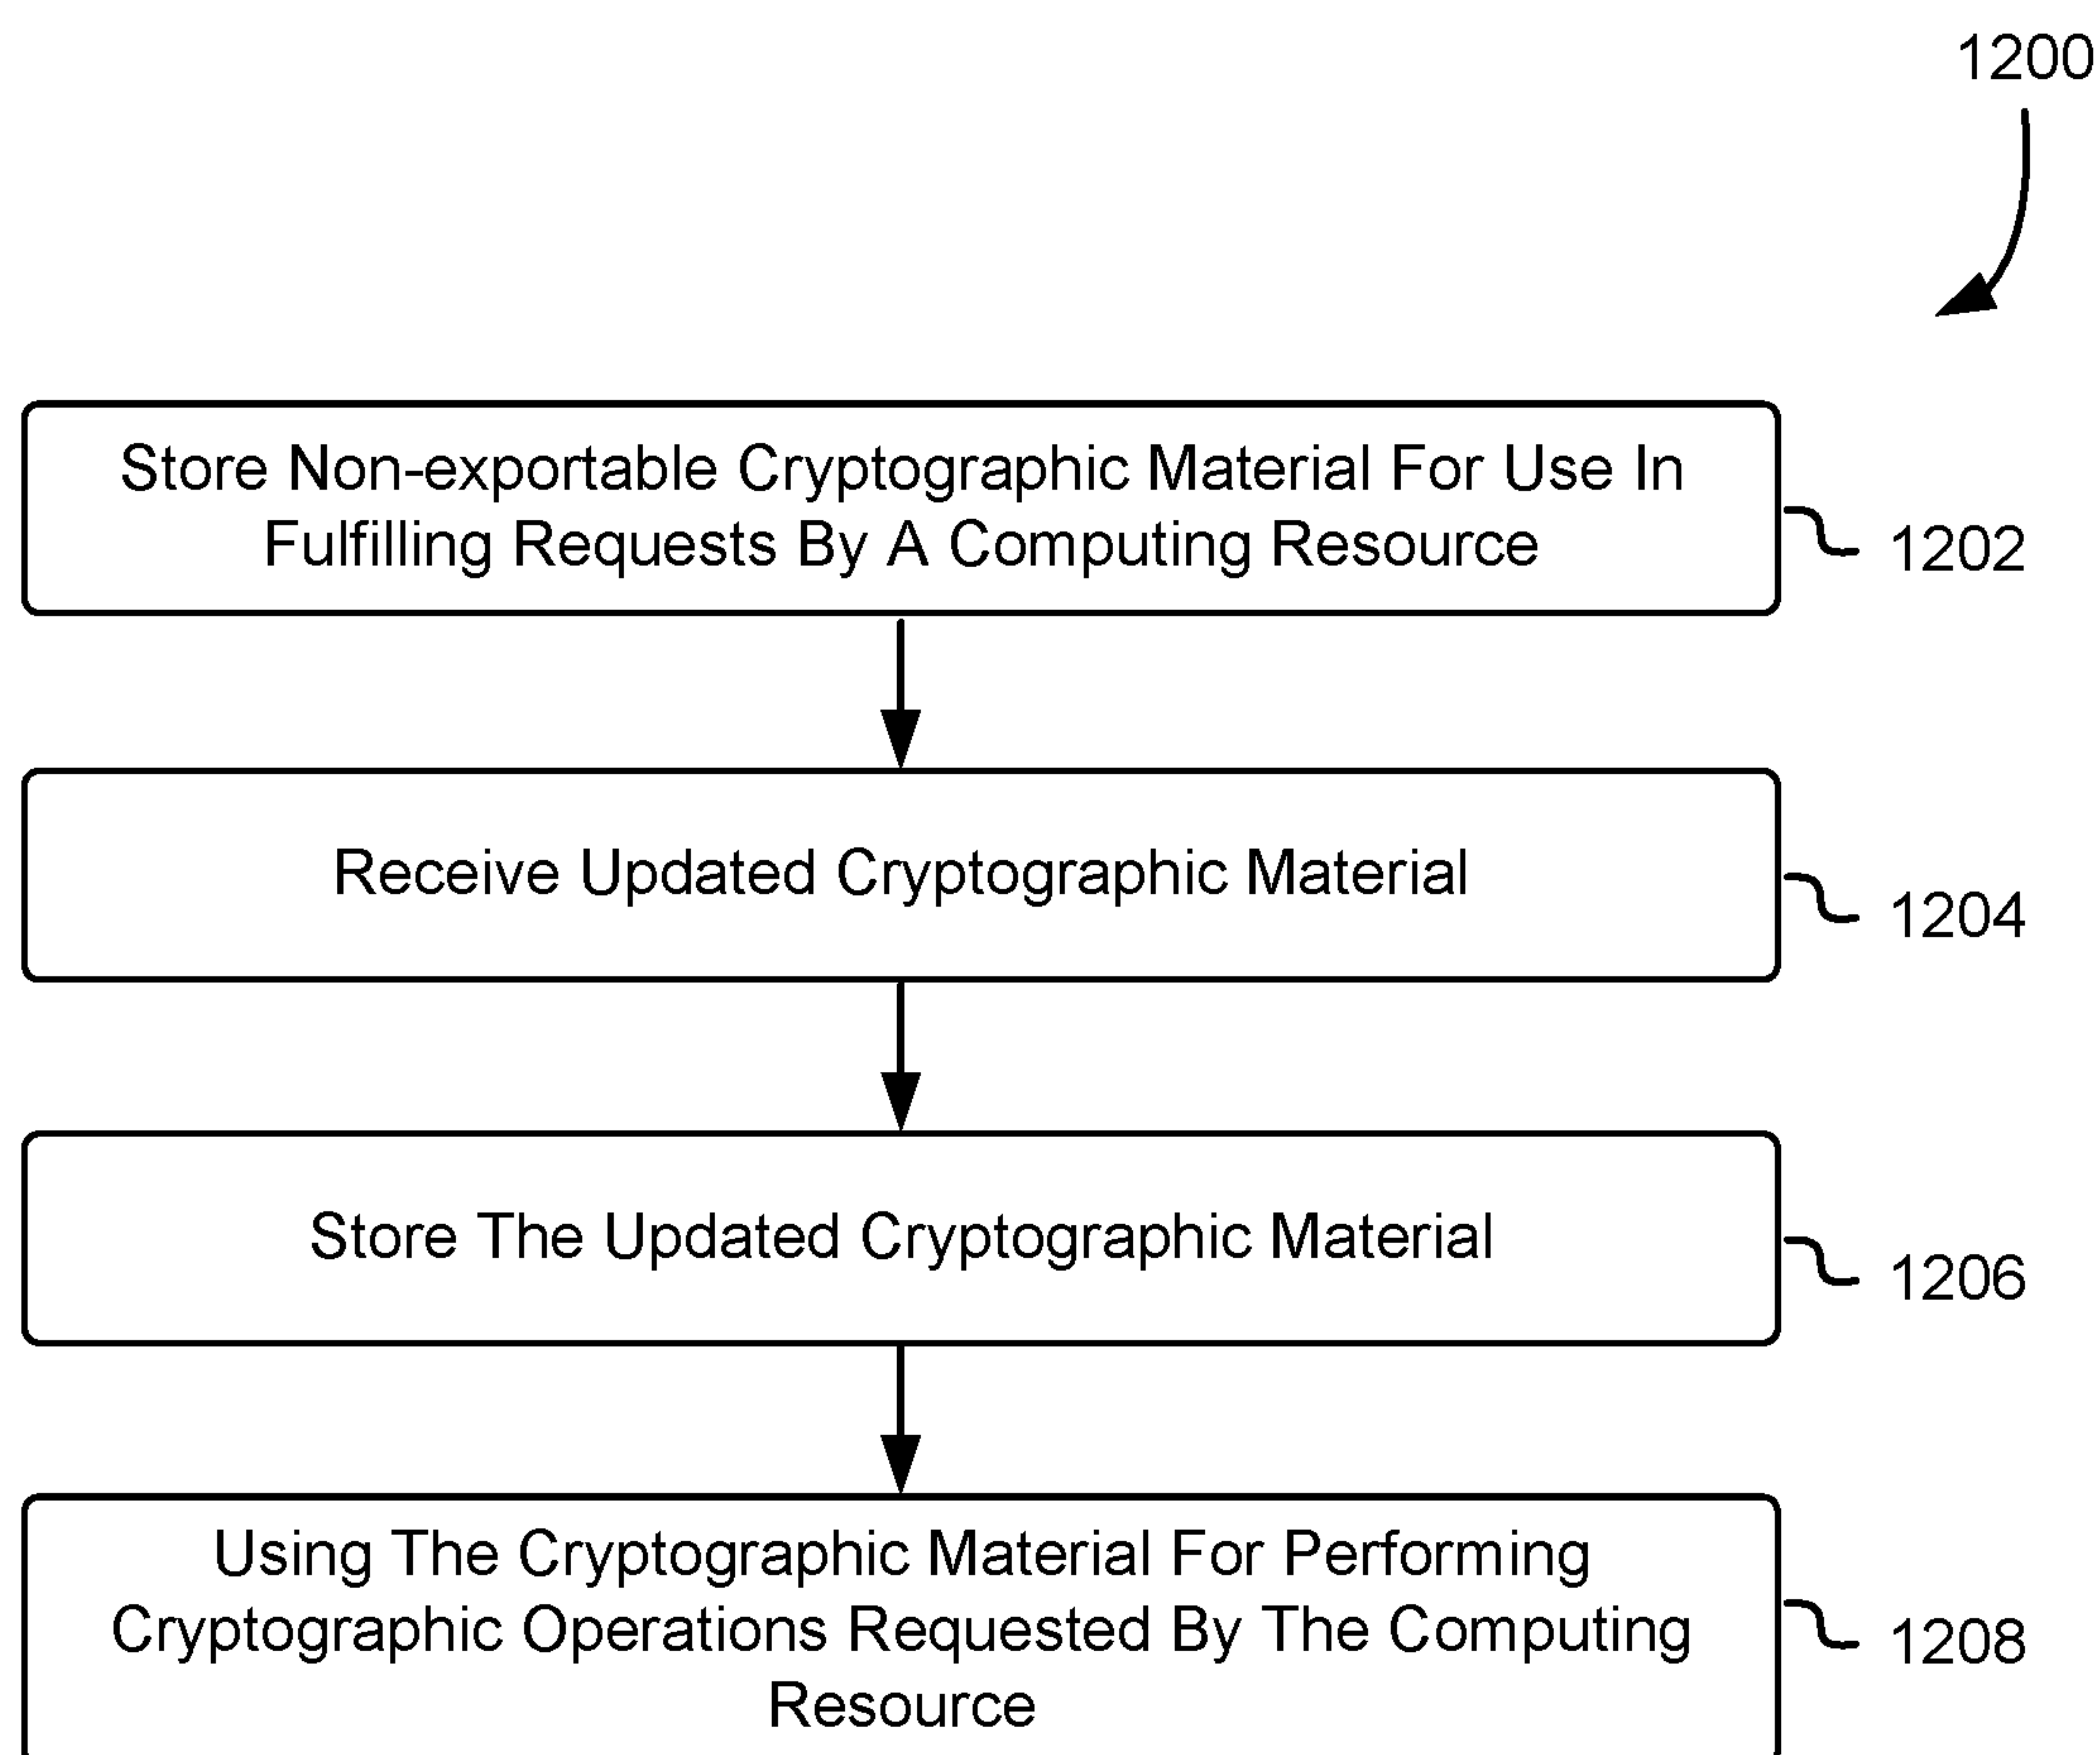 1200
Store Non-exportable Cryptographic Material For Use In
Fulfilling Requests By A Computing Resource
1202
Receive Updated Cryptographic Material
1204
Store The Updated Cryptographic Material
1206
Using The Cryptographic Material For Performing
Cryptographic Operations Requested By The Computing
Resource
1208